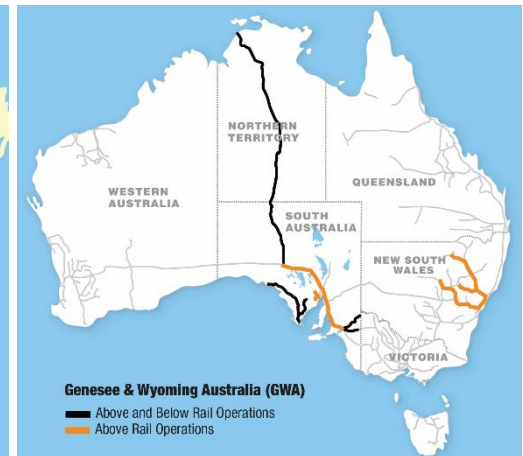 NORTHERN
TERRITORY
WESTERN
AUSTRALIA
QUEENSLAND
SOUTH
AUSTRALIA
NEW SOUTH
WALES
VICTORIA
Genesee & Wyoming Australia (GWA)
Above and Below Rail Operations
Above Rail Operations